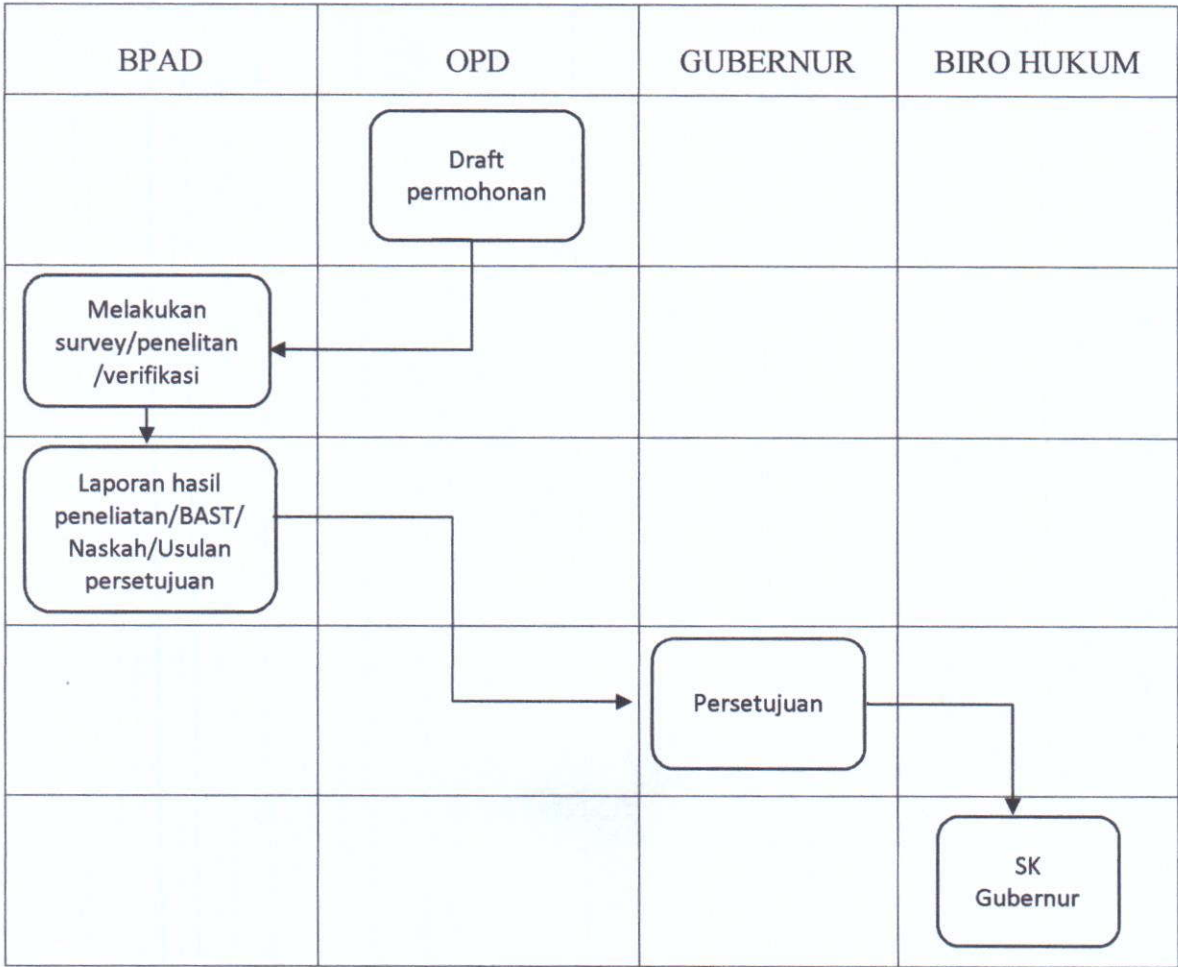 BPAD
OPD
GUBERNUR
BIRO HUKUM
Draft
permohonan
Melakukan
survey/penelitan
/verifikasi
Laporan hasil
peneliatan/BAST/
Naskah/Usulan
persetujuan
Persetujuan
SK
Gubernur